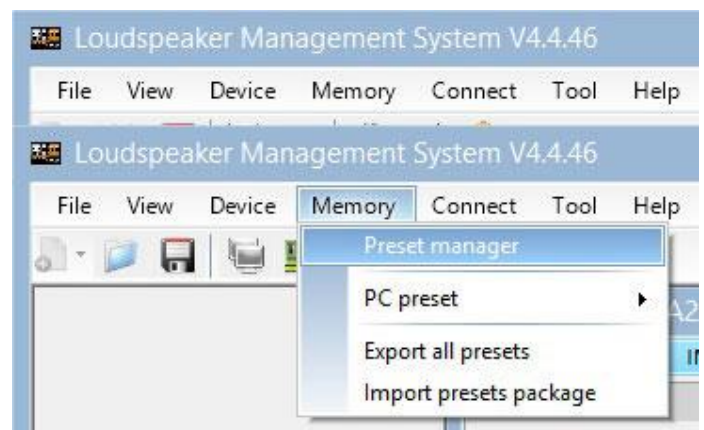 Loudspeaker Management System V4.4.46
File View Device Memory Connect Tool Help
Loudspeaker Management System V4.4.46
File View Device Memory Connect Tool Help
Preset manager
PC preset
Export all presets
Import presets package